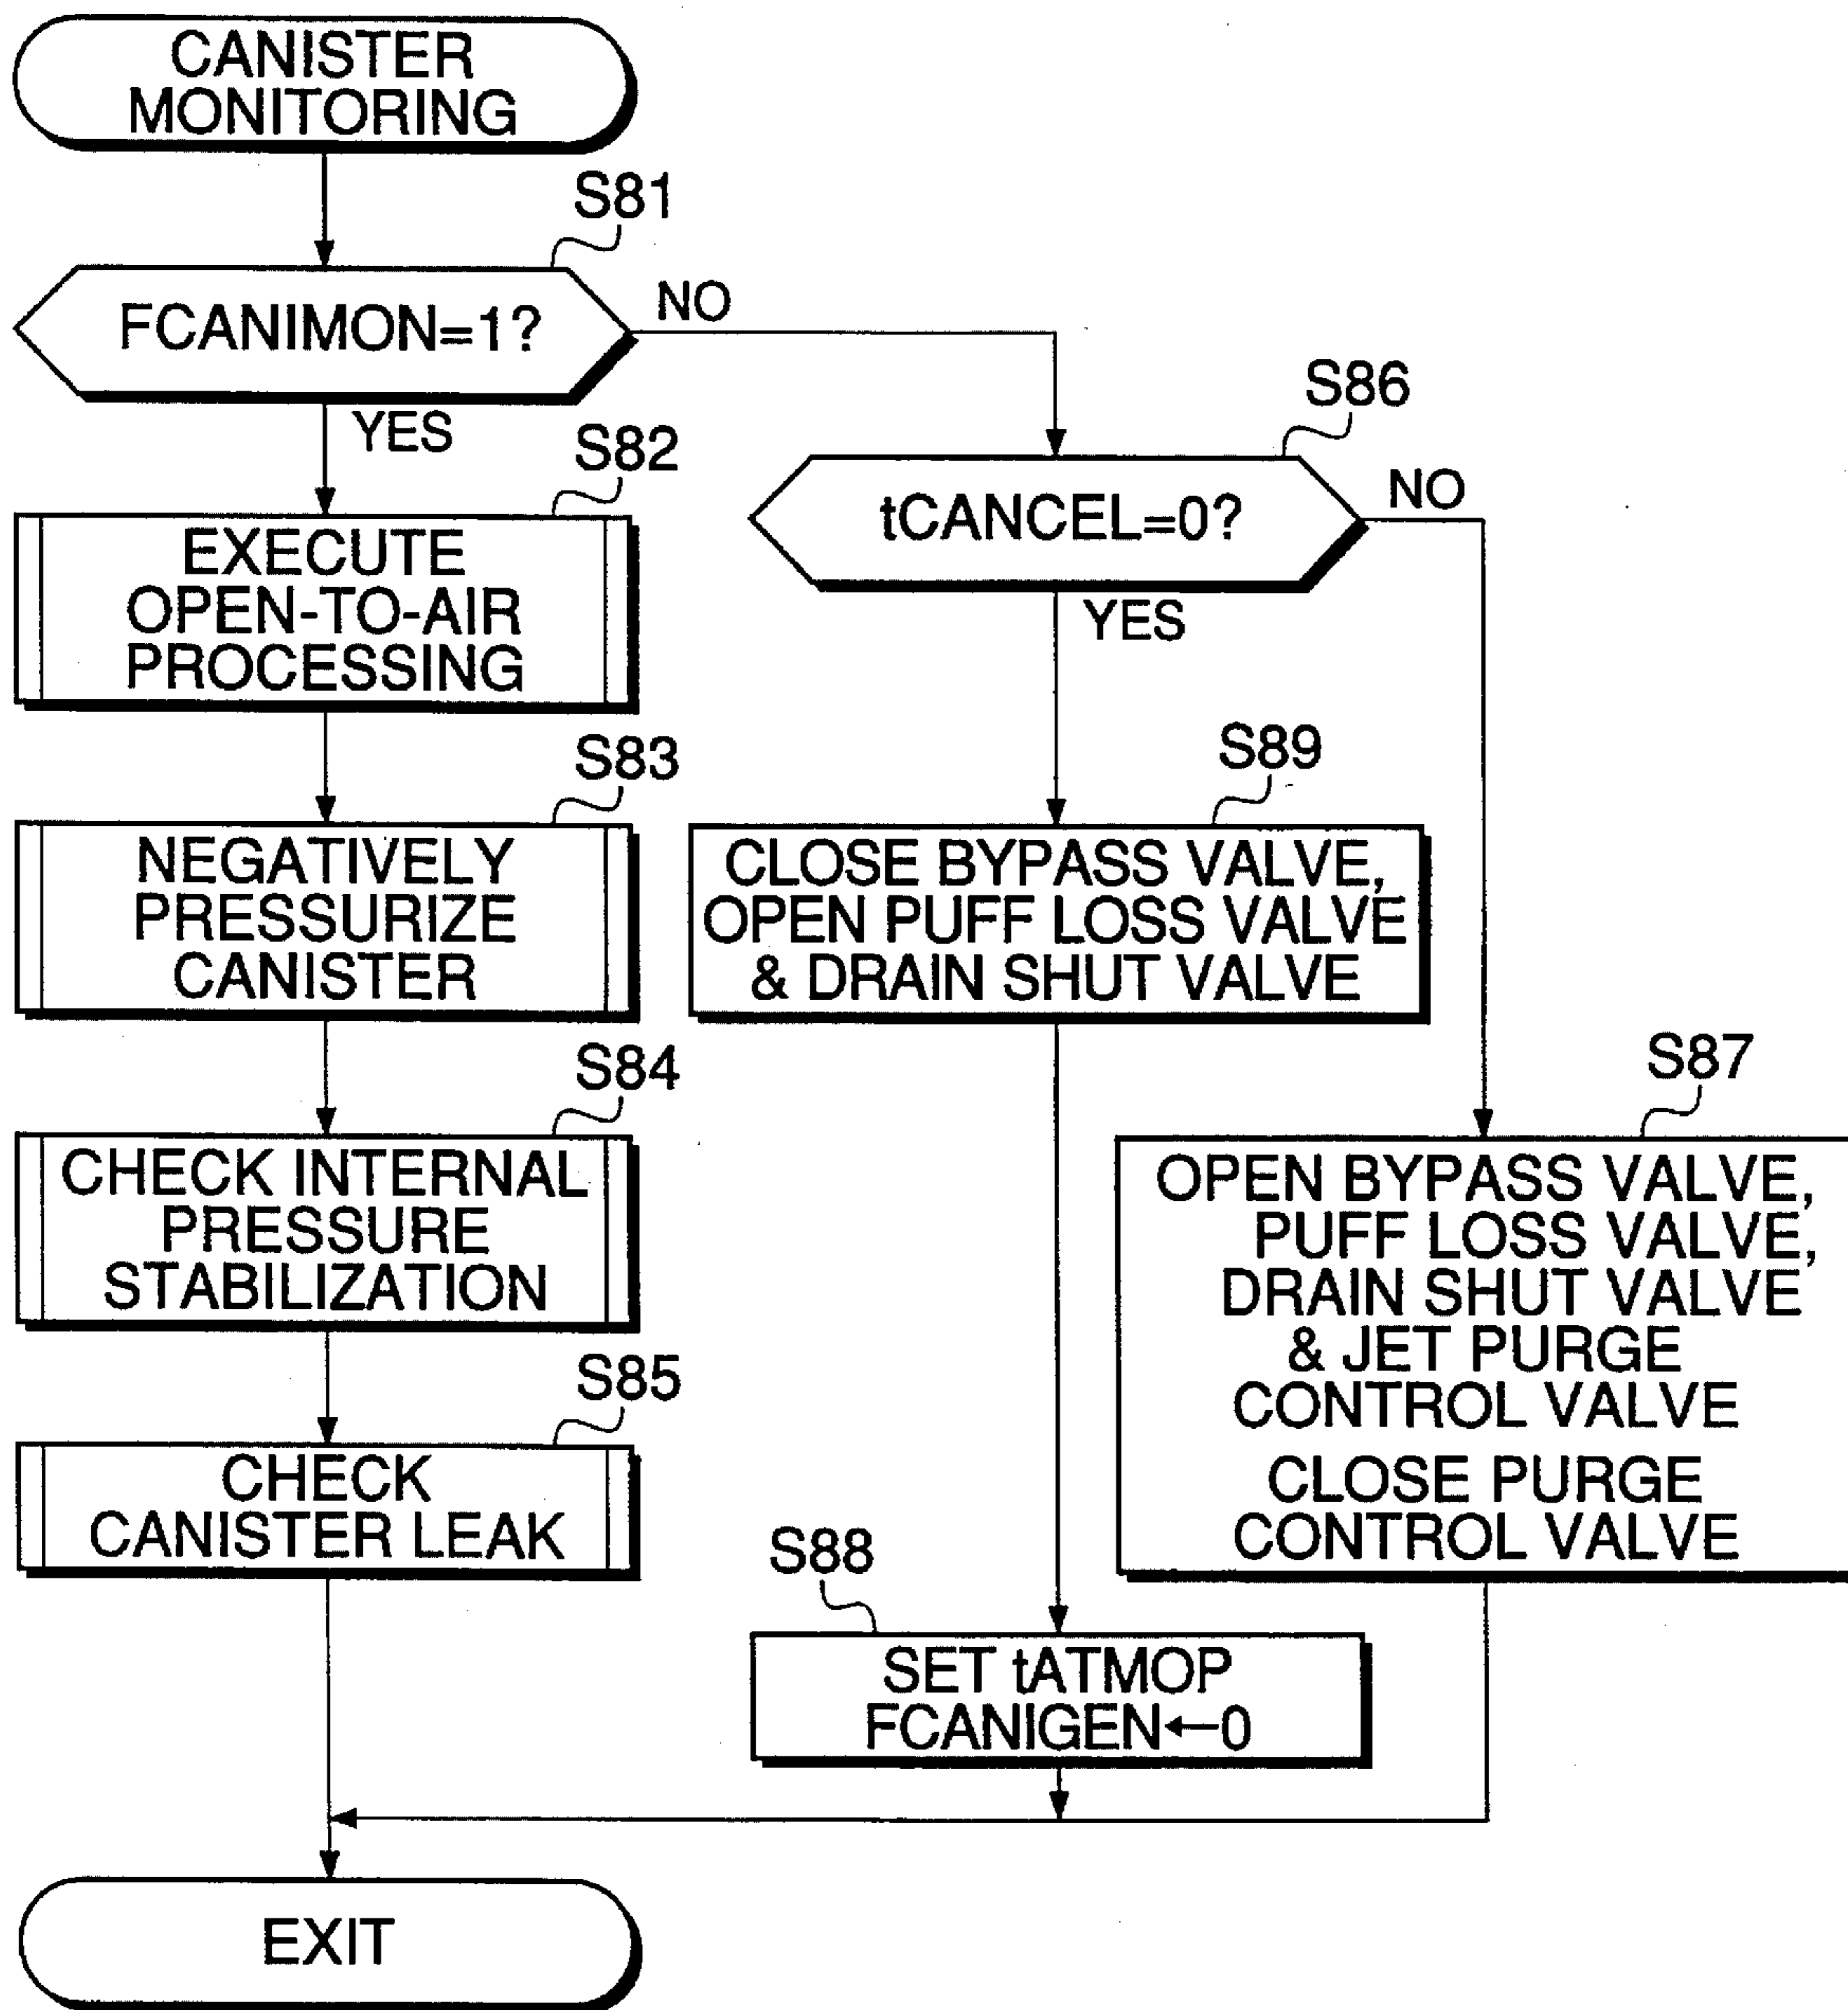 CANISTER
MONITORING
S81
FCANIMON=1?
NO
YES
S82
EXECUTE
OPEN-TO-AIR
PROCESSING
S83
NEGATIVELY
PRESSURIZE
CANISTER
S84
CHECK INTERNAL
PRESSURE
STABILIZATION
S85
CHECK
CANISTER LEAK
S86
tCANCEL=0?
NO
YES
S89
CLOSE BYPASS VALVE,
OPEN PUFF LOSS VALVE
& DRAIN SHUT VALVE
S87
OPEN BYPASS VALVE,
PUFF LOSS VALVE,
DRAIN SHUT VALVE
& JET PURGE
CONTROL VALVE
CLOSE PURGE
CONTROL VALVE
S88
SET tATMOP
FCANIGEN←0
EXIT